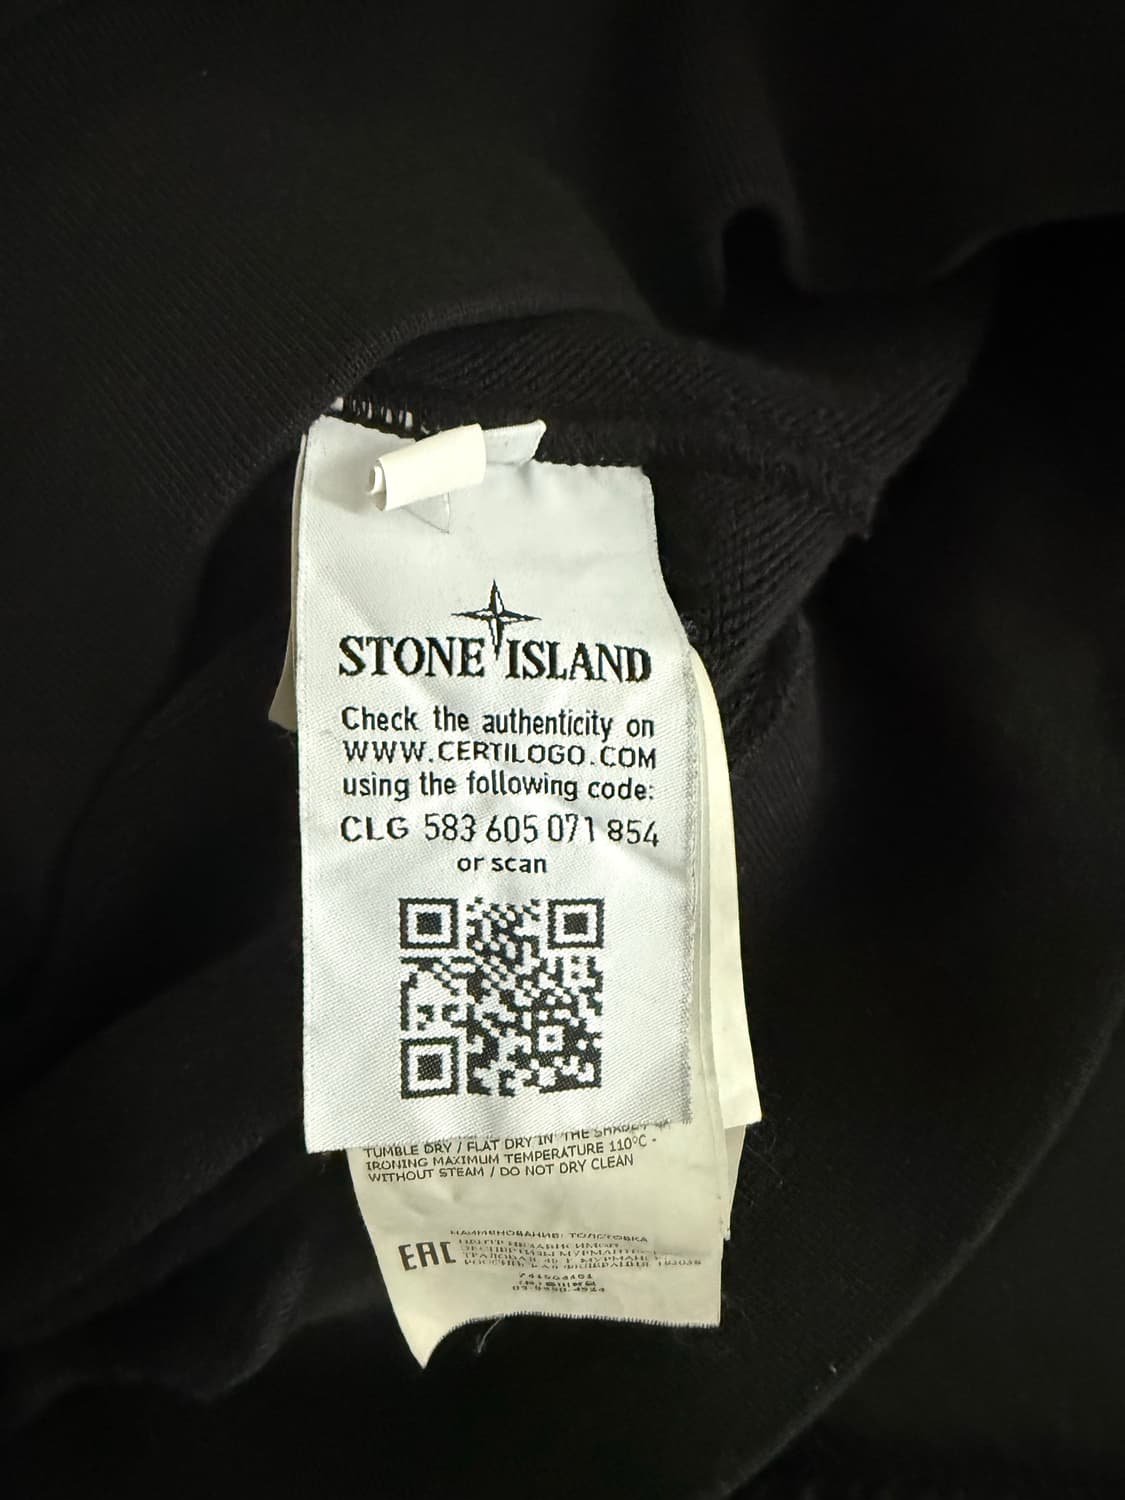 STONE ISLAND
Check the authenticity on
WWW.CERTILOGO.COM
using the following code:
CLG 583 605 071 854
or scan
TUMBLE DRY / FLAT DRY IN THE SHADE
IRONING MAXIMUM TEMPERATURE 110°C -
WITHOUT STEAM / DO NOT DRY CLEAN
НАИМЕНОВАНИЕ: ТОЛСТОВКА
EAC